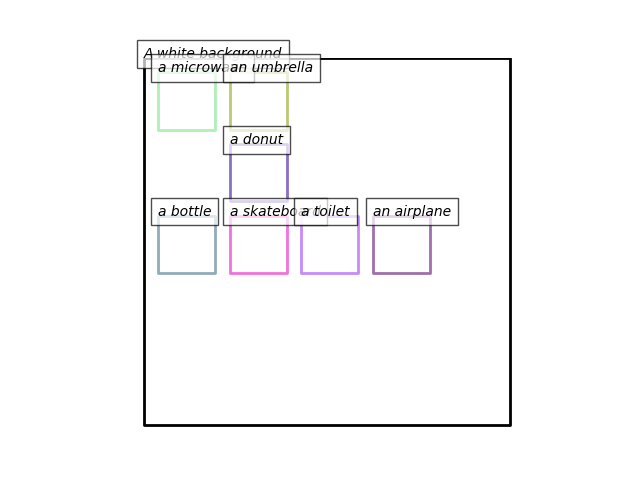 A white background
a microwave
an umbrella
a donut
a bottle
a skateboard
a toilet
an airplane